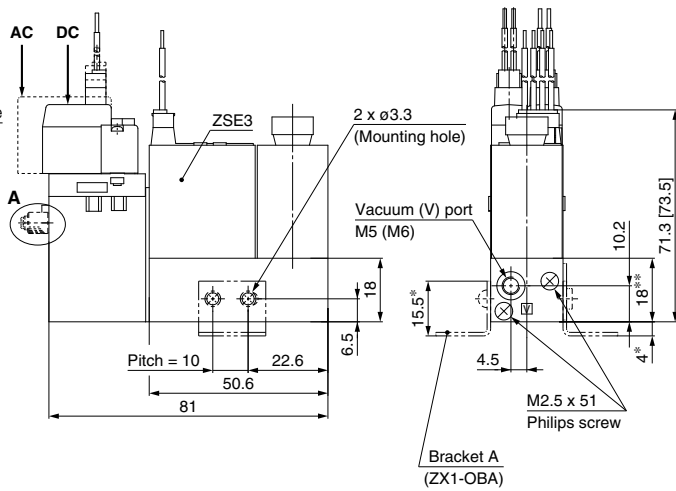 AC
DC
e
ZSE3
2 x ø3.3
(Mounting hole)
A
Vacuum (V) port
M5 (M6)
71.3 [73.5]
10.2
18**
18
6.5
15.5*
4*
V
Pitch = 10
22.6
4.5
50.6
81
M2.5 x 51
Philips screw
Bracket A
(ZX1-OBA)